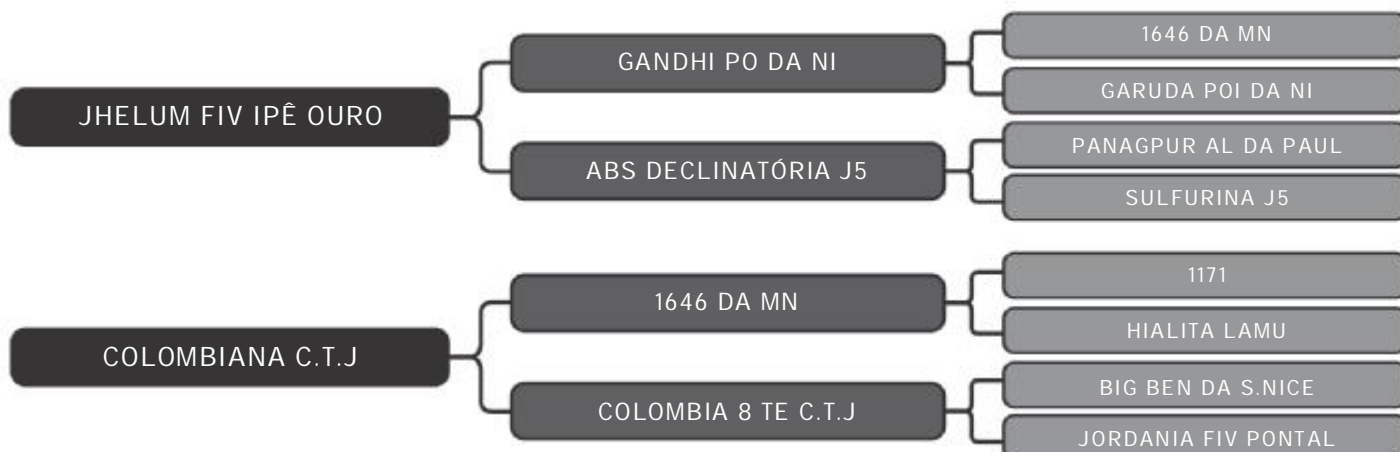 JHELUM FIV IPÊ OURO
GANDHI PO DA NI
1646 DA MN
GARUDA POI DA NI
ABS DECLINATÓRIA J5
PANAGPUR AL DA PAUL
SULFURINA J5
COLOMBIANA C.T.J
1646 DA MN
1171
HIALITA LAMU
COLOMBIA 8 TE C.T.J
BIG BEN DA S.NICE
JORDANIA FIV PONTAL